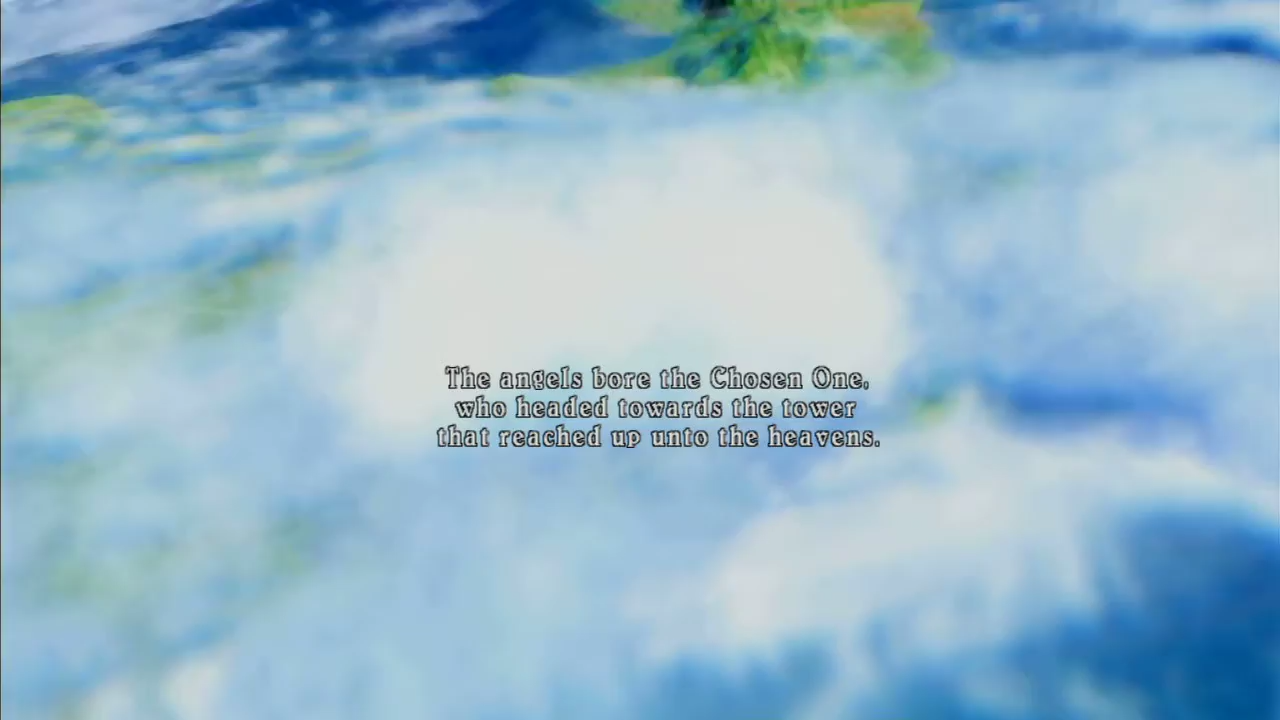 The angels bore the Chosen One,
who headed towards the tower
that reached up unto the heavens.